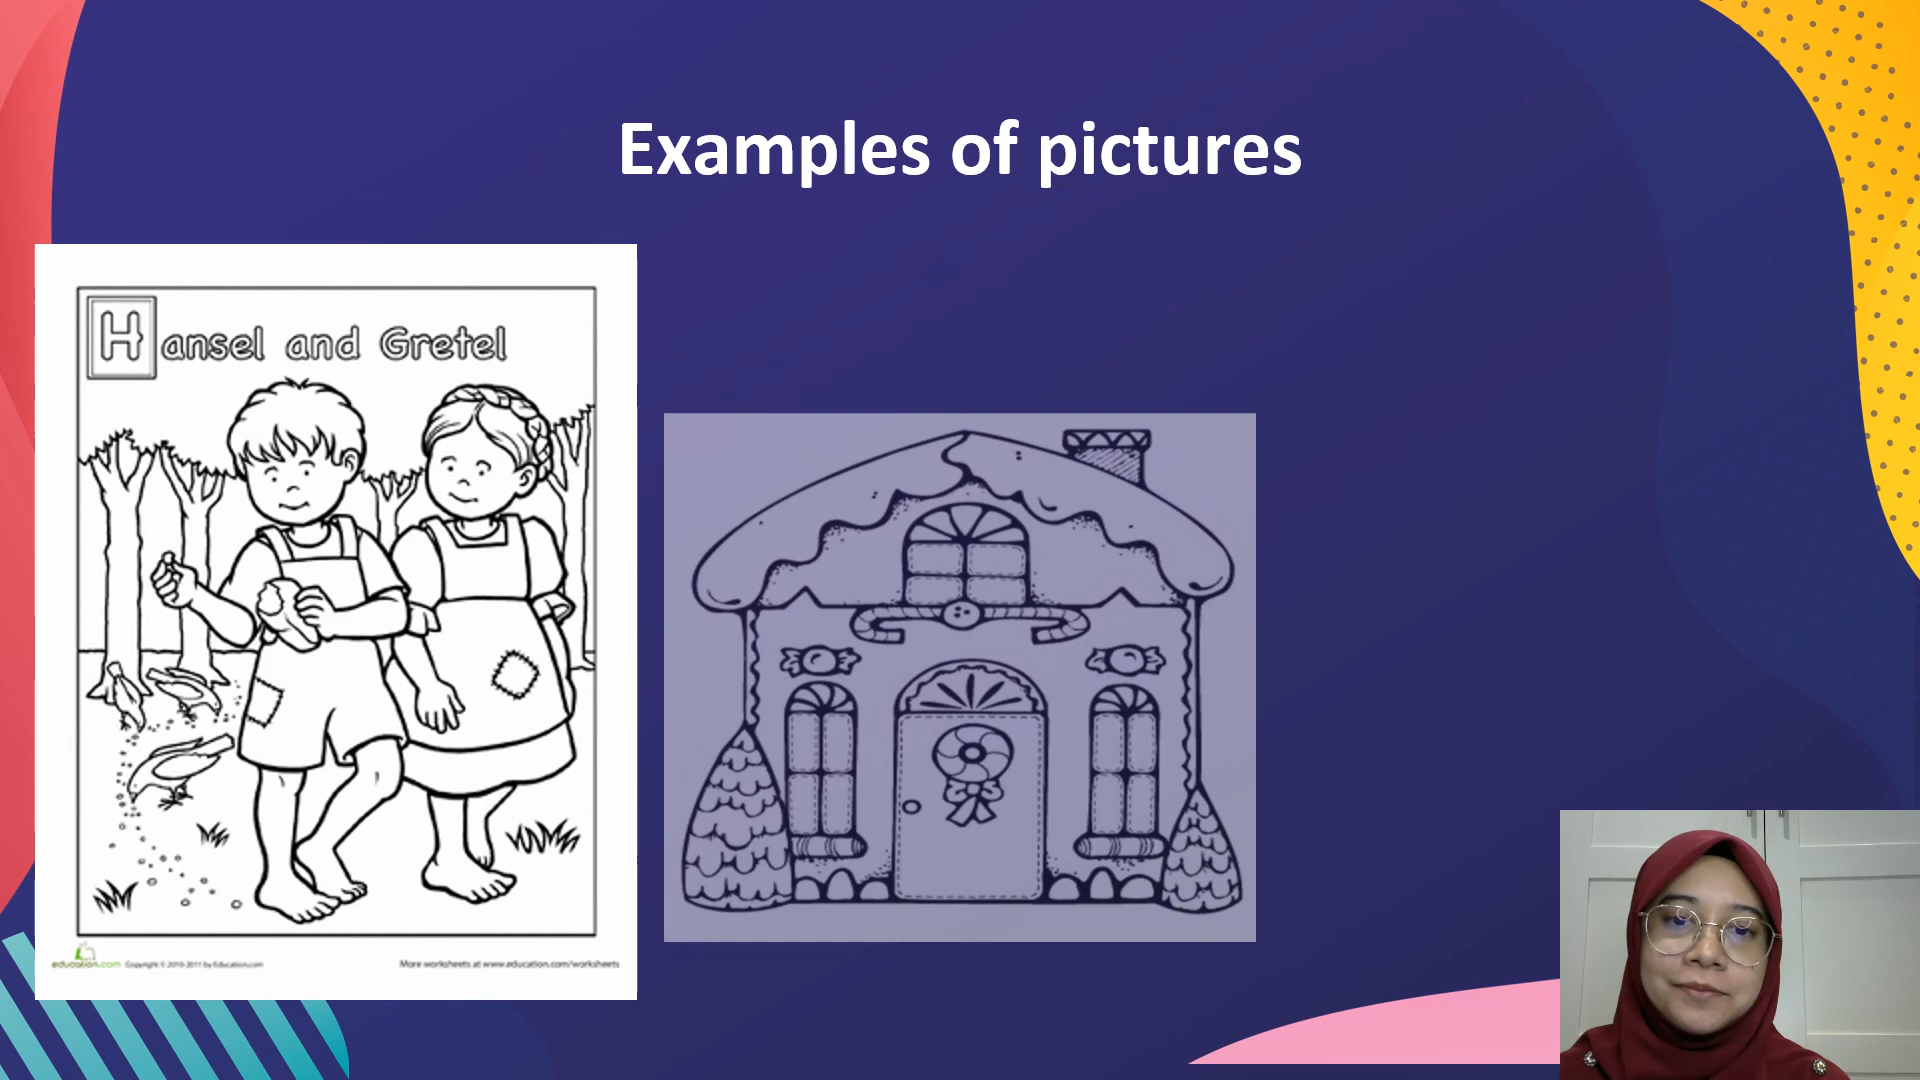 Examples of pictures
Hansel and Gretel
education.com Copyright © 2010-2011 by Education.com
More worksheets at www.education.com/worksheets